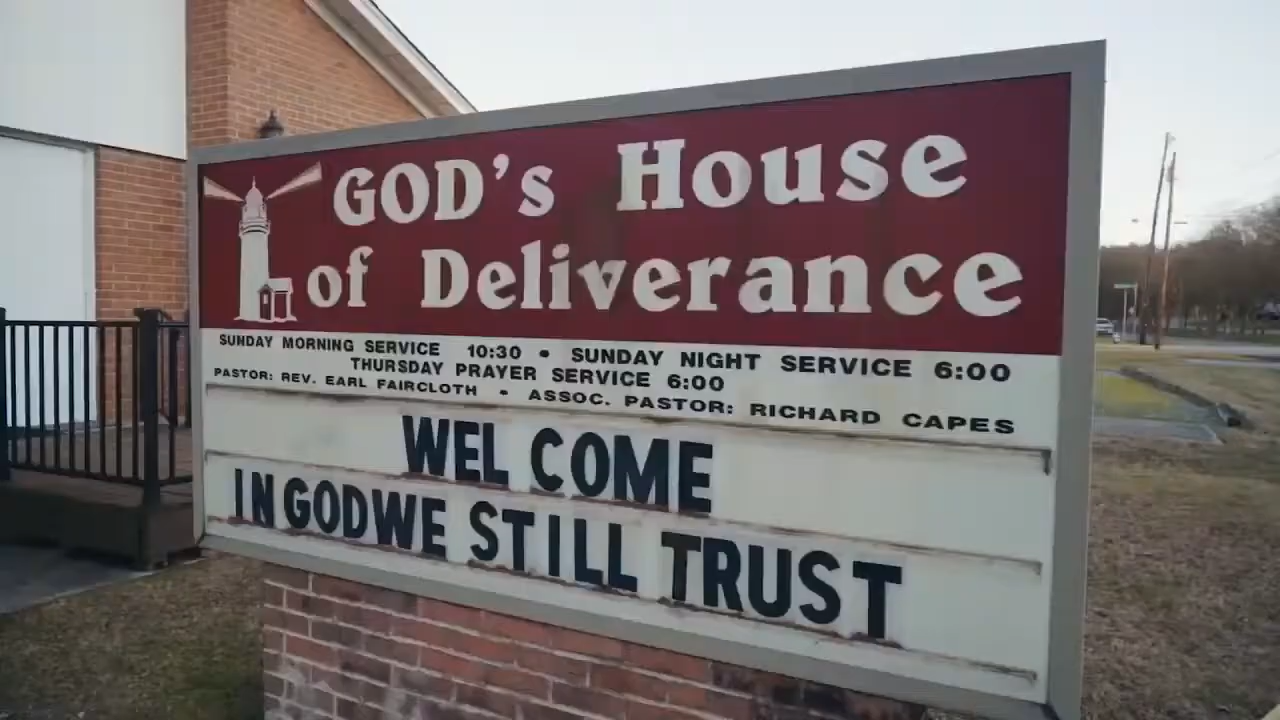 GOD's House
of Deliverance
SUNDAY MORNING SERVICE 10:30 • SUNDAY NIGHT SERVICE 6:00
THURSDAY PRAYER SERVICE 6:00
PASTOR: REV. EARL FAIRCLOTH • ASSOC. PASTOR: RICHARD CAPES
WEL COME
IN GODWE STILL TRUST